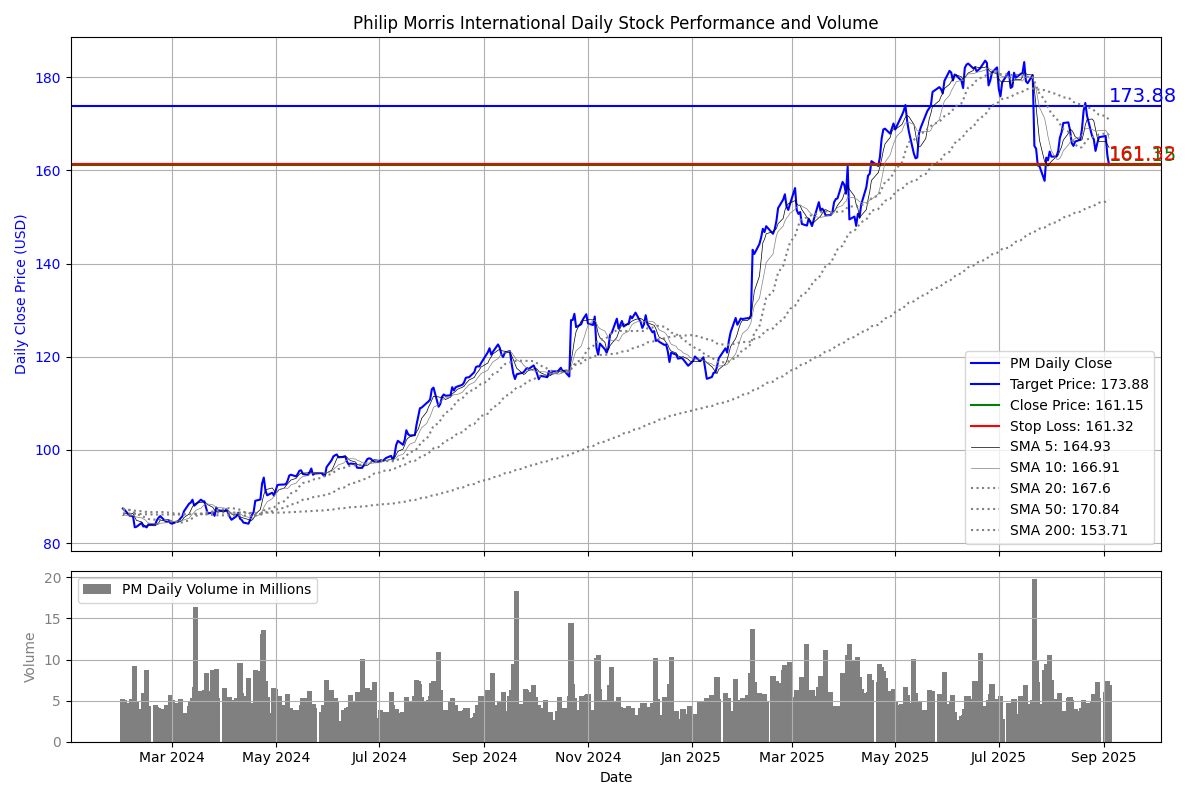 Philip Morris International Daily Stock Performance and Volume
Daily Close Price (USD)
180
160
140
120
100
80
173.88
161.32
161.15
PM Daily Close
Target Price: 173.88
Close Price: 161.15
Stop Loss: 161.32
SMA 5: 164.93
SMA 10: 166.91
SMA 20: 167.6
SMA 50: 170.84
SMA 200: 153.71
Volume
20
15
10
5
0
PM Daily Volume in Millions
Mar 2024
May 2024
Jul 2024
Sep 2024
Nov 2024
Jan 2025
Mar 2025
May 2025
Jul 2025
Sep 2025
Date